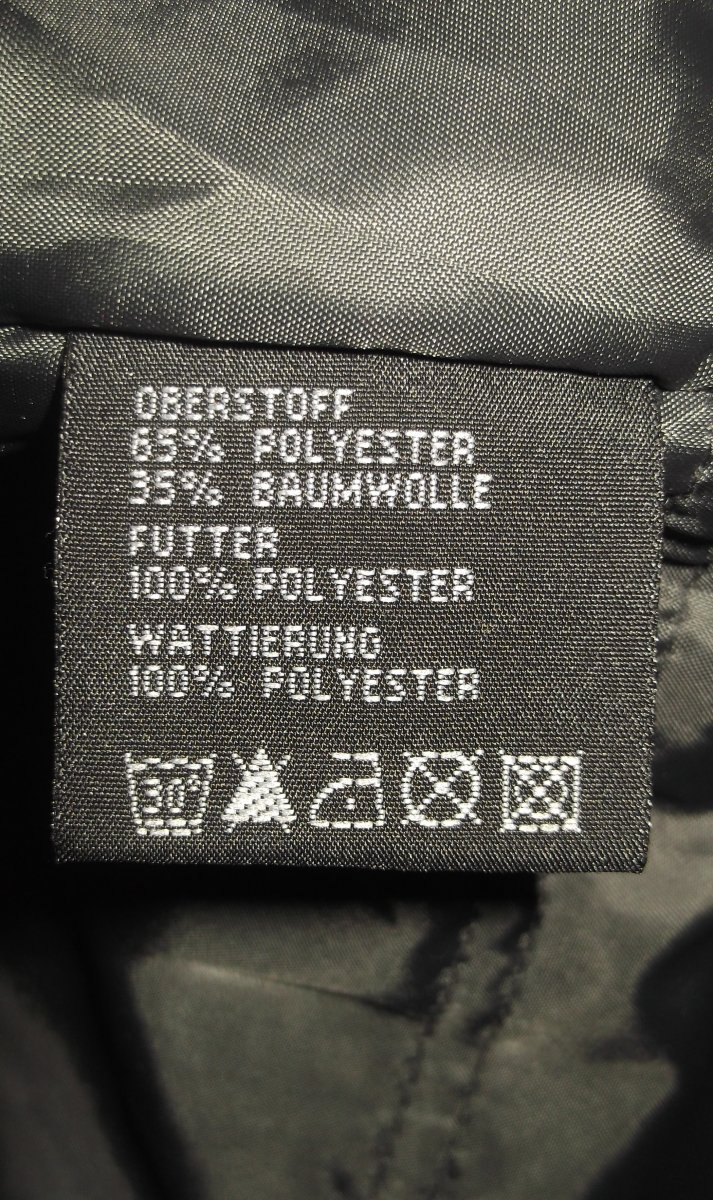 OBERSTOFF
65% POLYESTER
35% BAUMWOLLE
FUTTER
100% POLYESTER
WATTIERUNG
100% POLYESTER
30°